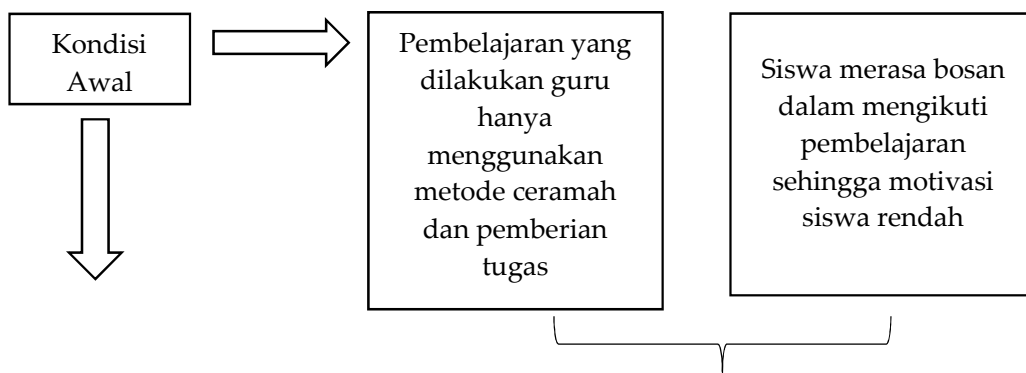 Kondisi
Awal
Pembelajaran yang
dilakukan guru
hanya
menggunakan
metode ceramah
dan pemberian
tugas
Siswa merasa bosan
dalam mengikuti
pembelajaran
sehingga motivasi
siswa rendah